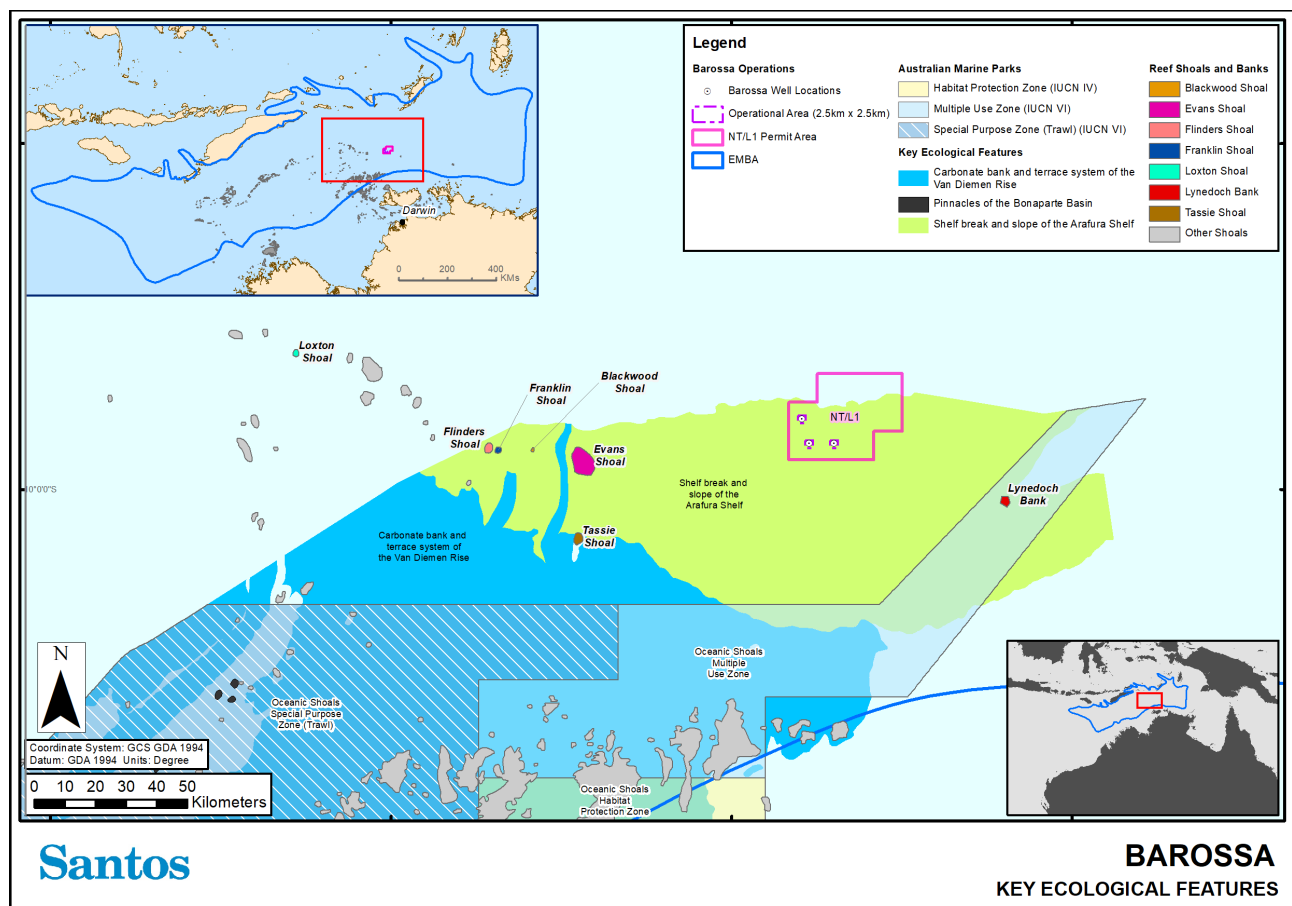 Darwin
0
200
400
KMs
Legend
Barossa Operations
Barossa Well Locations
Operational Area (2.5km x 2.5km)
NT/L1 Permit Area
EMBA
Australian Marine Parks
Habitat Protection Zone (IUCN IV)
Multiple Use Zone (IUCN VI)
Special Purpose Zone (Trawl) (IUCN VI)
Key Ecological Features
Carbonate bank and terrace system of the
Van Diemen Rise
Pinnacles of the Bonaparte Basin
Shelf break and slope of the Arafura Shelf
Reef Shoals and Banks
Blackwood Shoal
Evans Shoal
Flinders Shoal
Franklin Shoal
Loxton Shoal
Lynedoch Bank
Tassie Shoal
Other Shoals
Loxton
Shoal
Blackwood
Shoal
Franklin
Shoal
NT/L1
Flinders
Shoal
Evans
Shoal
0°0'0"S
Shelf break and
slope of the
Arafura Shelf
Lynedoch
Bank
Tassie
Shoal
Carbonate bank and
terrace system of
the Van Diemen Rise
Oceanic Shoals
Multiple
Use Zone
N
Oceanic Shoals
Special Purpose
Zone (Trawl)
Coordinate System: GCS GDA 1994
Datum: GDA 1994 Units: Degree
0 10 20 30 40 50
Kilometers
Oceanic Shoals
Habitat
Protection Zone
Santos
BAROSSA
KEY ECOLOGICAL FEATURES